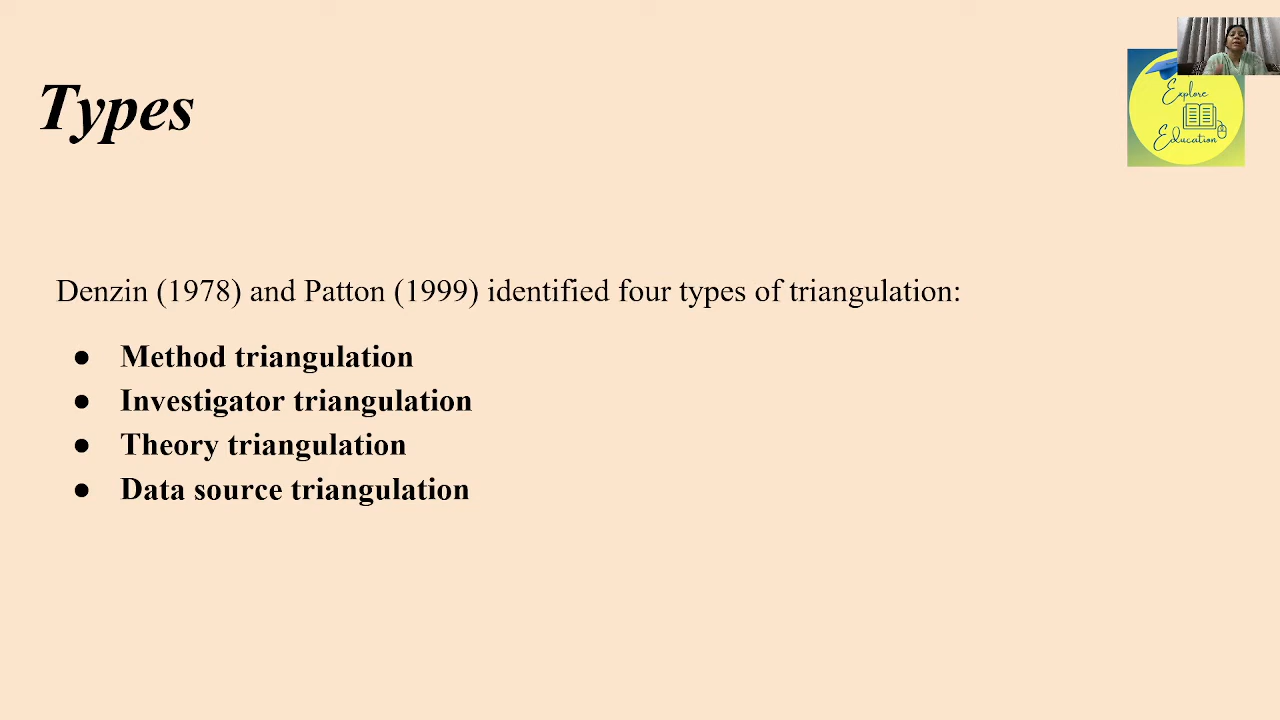 Types
Explore
Education
Denzin (1978) and Patton (1999) identified four types of triangulation:
● Method triangulation
● Investigator triangulation
● Theory triangulation
● Data source triangulation